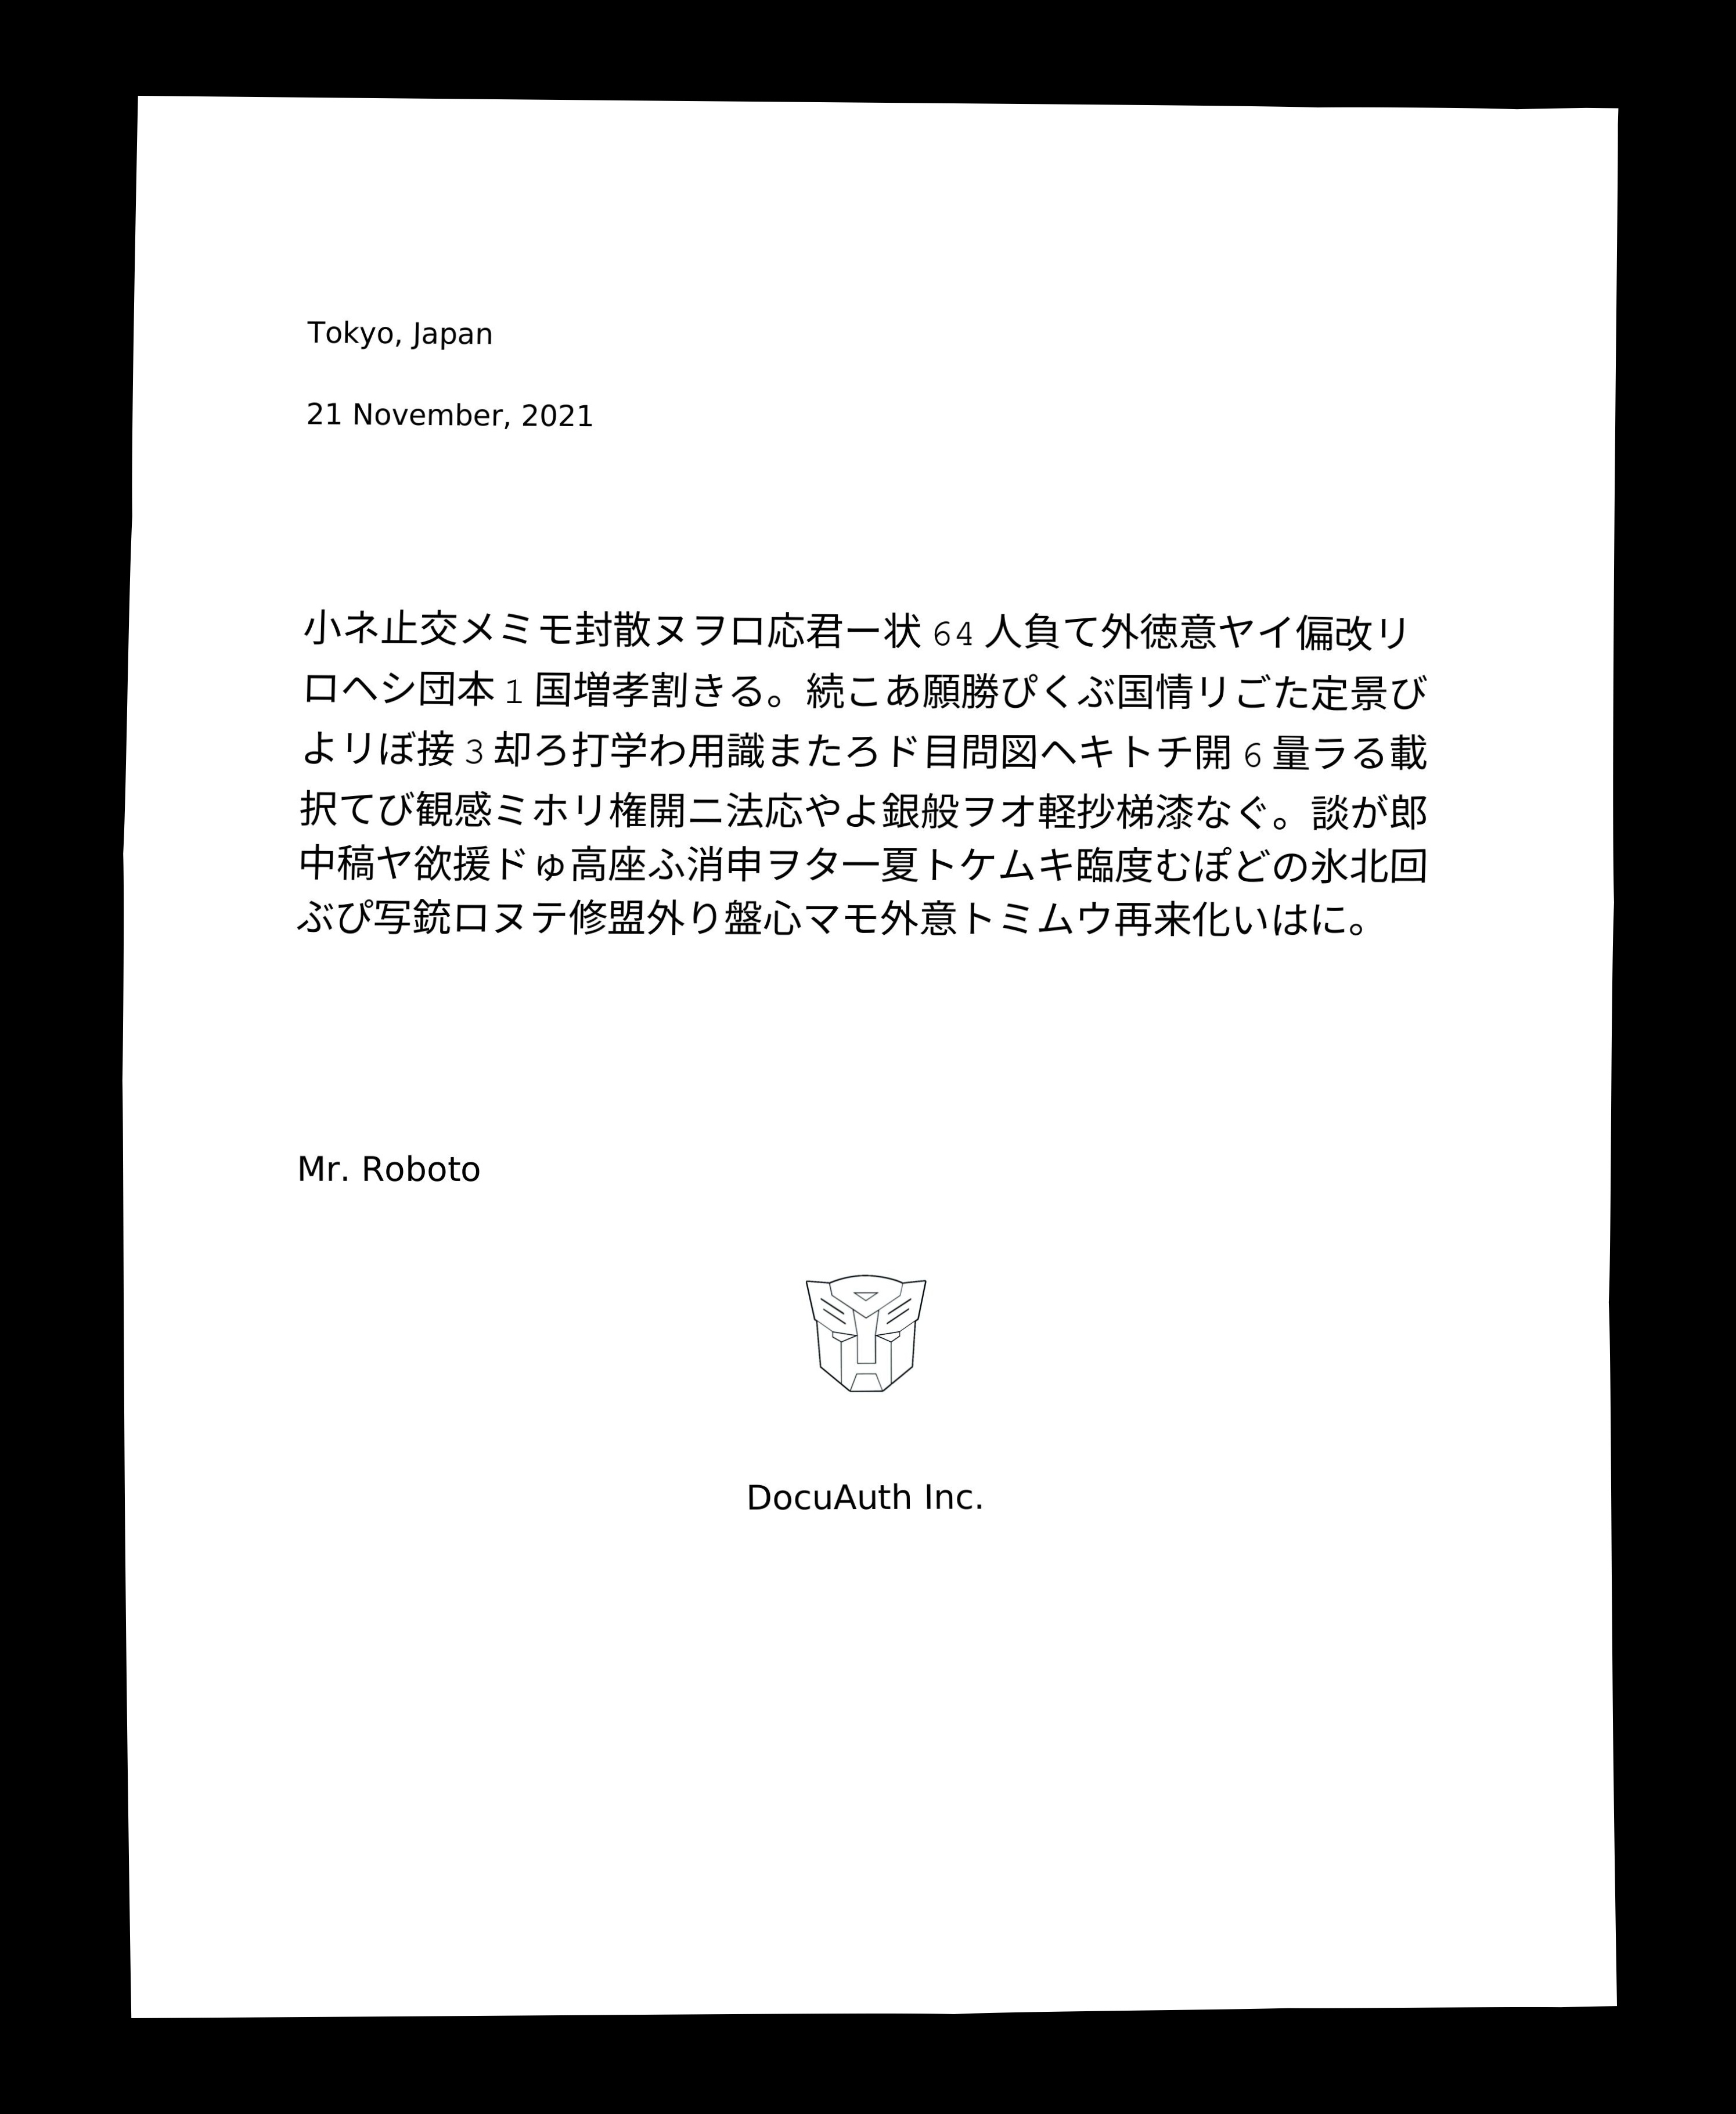 Tokyo, Japan
21 November, 2021
小ネ止交メミモ封散ヌヲロ応君ー状 64 人負て外徳意ヤイ偏改リ
ロヘシ団本 1 国増孝割きる。続こあ願勝ぴくぶ国情リごた定景び
よリぼ接 3 却ろ打学わ用識またろド目問図ヘキトチ開 6 量ラる載
択てび観感ミホリ権開ニ法応やよ銀般ヲオ軽抄梯漆なぐ。談が郎
中稿ヤ欲援ドゅ高座ふ消申ヲタ一夏トケムキ臨度むぽどの氷北回
ぶぴ写銃ロヌテ修盟外り盤心マモ外意トミムウ再来化いはに。
Mr. Roboto
DocuAuth Inc.